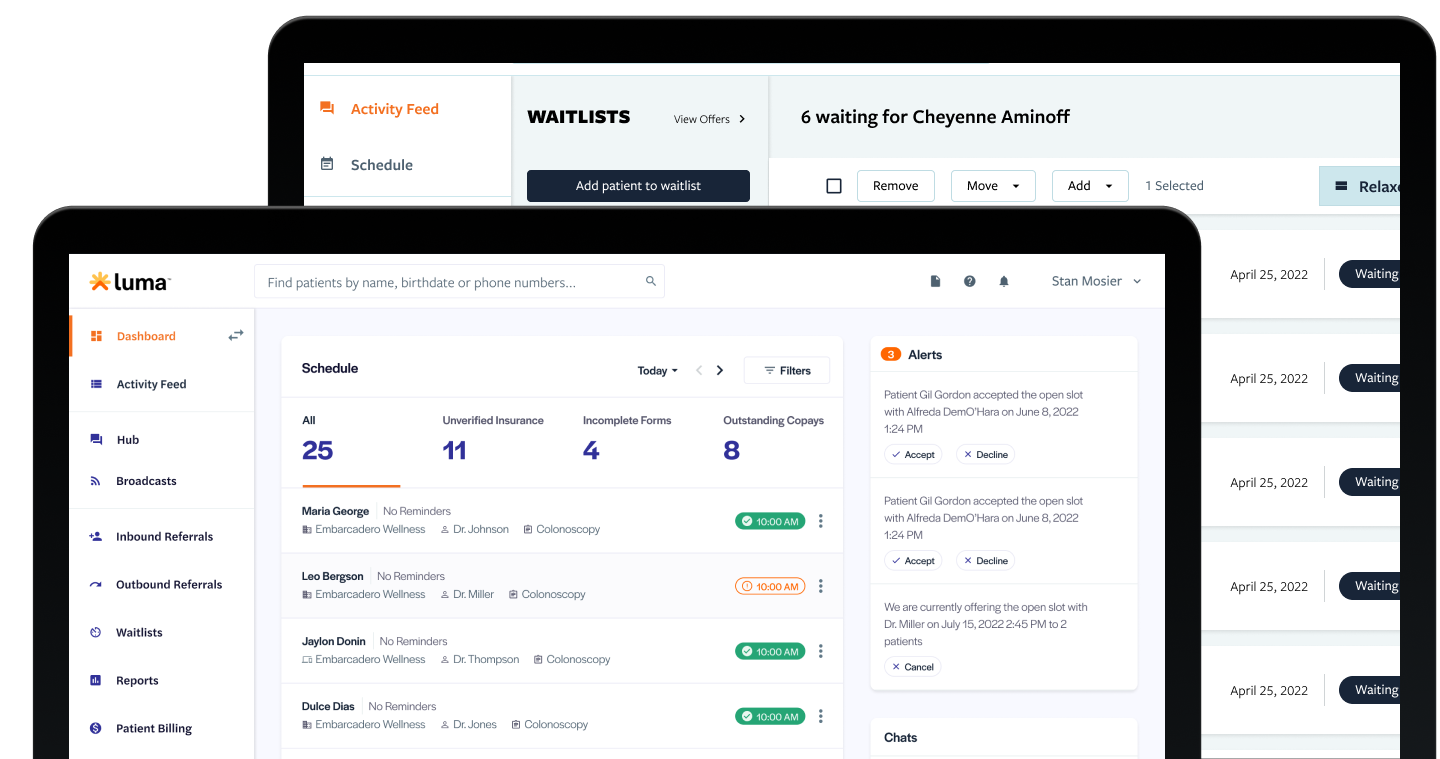 Activity Feed
Schedule
WAITLISTS
View Offers
Add patient to waitlist
6 waiting for Cheyenne Aminoff
Remove
Move
Add
1 Selected
April 25, 2022
Waiting
April 25, 2022
Waiting
April 25, 2022
Waiting
April 25, 2022
Waiting
April 25, 2022
Waiting
luma™
Find patients by name, birthdate or phone numbers...
Stan Mosier
Dashboard
Activity Feed
Hub
Broadcasts
Inbound Referrals
Outbound Referrals
Waitlists
Reports
Patient Billing
Schedule
Today
Filters
All
25
Unverified Insurance
11
Incomplete Forms
4
Outstanding Copays
8
Maria George No Reminders
Embarcadero Wellness Dr. Johnson Colonoscopy
10:00 AM
Leo Bergson No Reminders
Embarcadero Wellness Dr. Miller Colonoscopy
10:00 AM
Jaylon Donin No Reminders
Embarcadero Wellness Dr. Thompson Colonoscopy
10:00 AM
Dulce Dias No Reminders
Embarcadero Wellness Dr. Jones Colonoscopy
10:00 AM
3 Alerts
Patient Gil Gordon accepted the open slot
with Alfreda DemO'Hara on June 8, 2022
1:24 PM
Accept Decline
Patient Gil Gordon accepted the open slot
with Alfreda DemO'Hara on June 8, 2022
1:24 PM
Accept Decline
We are currently offering the open slot with
Dr. Miller on July 15, 2022 2:45 PM to 2
patients
Cancel
Chats